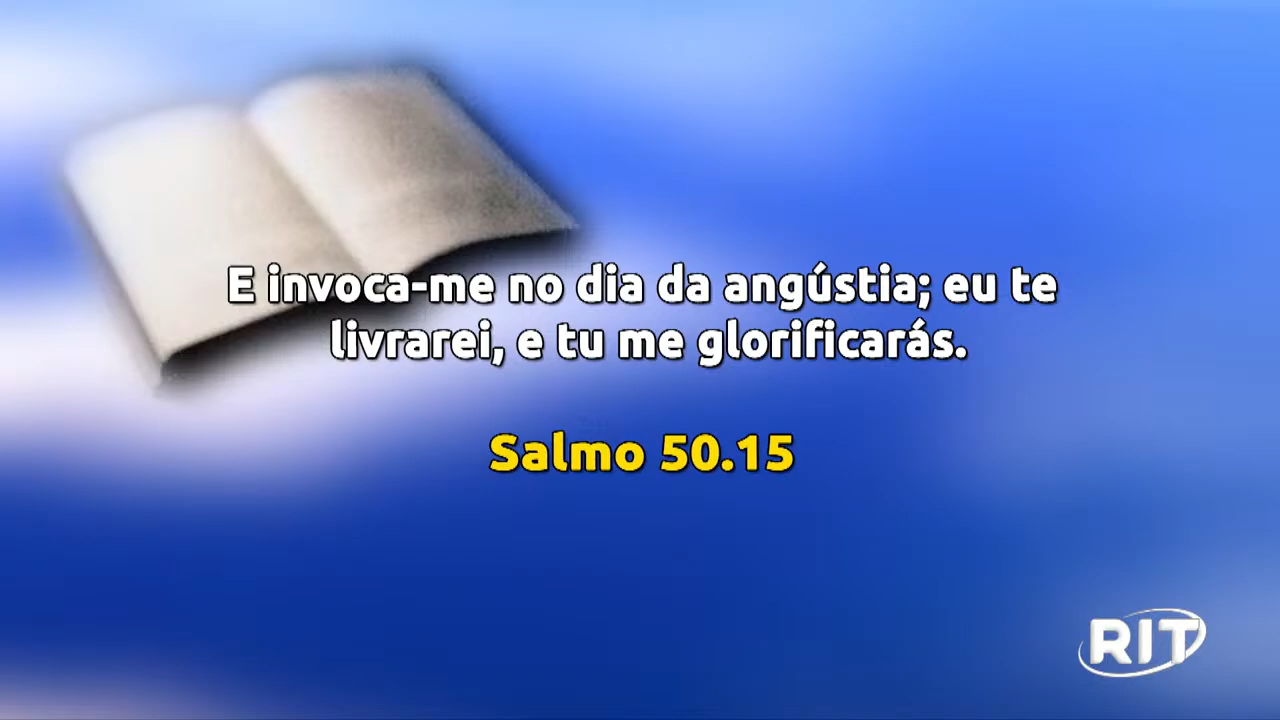 E invoca-me no dia da angústia; eu te
livrarei, e tu me glorificarás.
Salmo 50.15
RIT